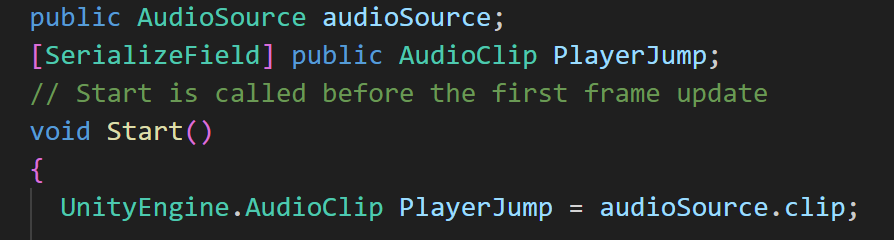 public AudioSource audioSource;
[SerializeField] public AudioClip PlayerJump;
// Start is called before the first frame update
void Start()
{
UnityEngine.AudioClip PlayerJump = audioSource.clip;